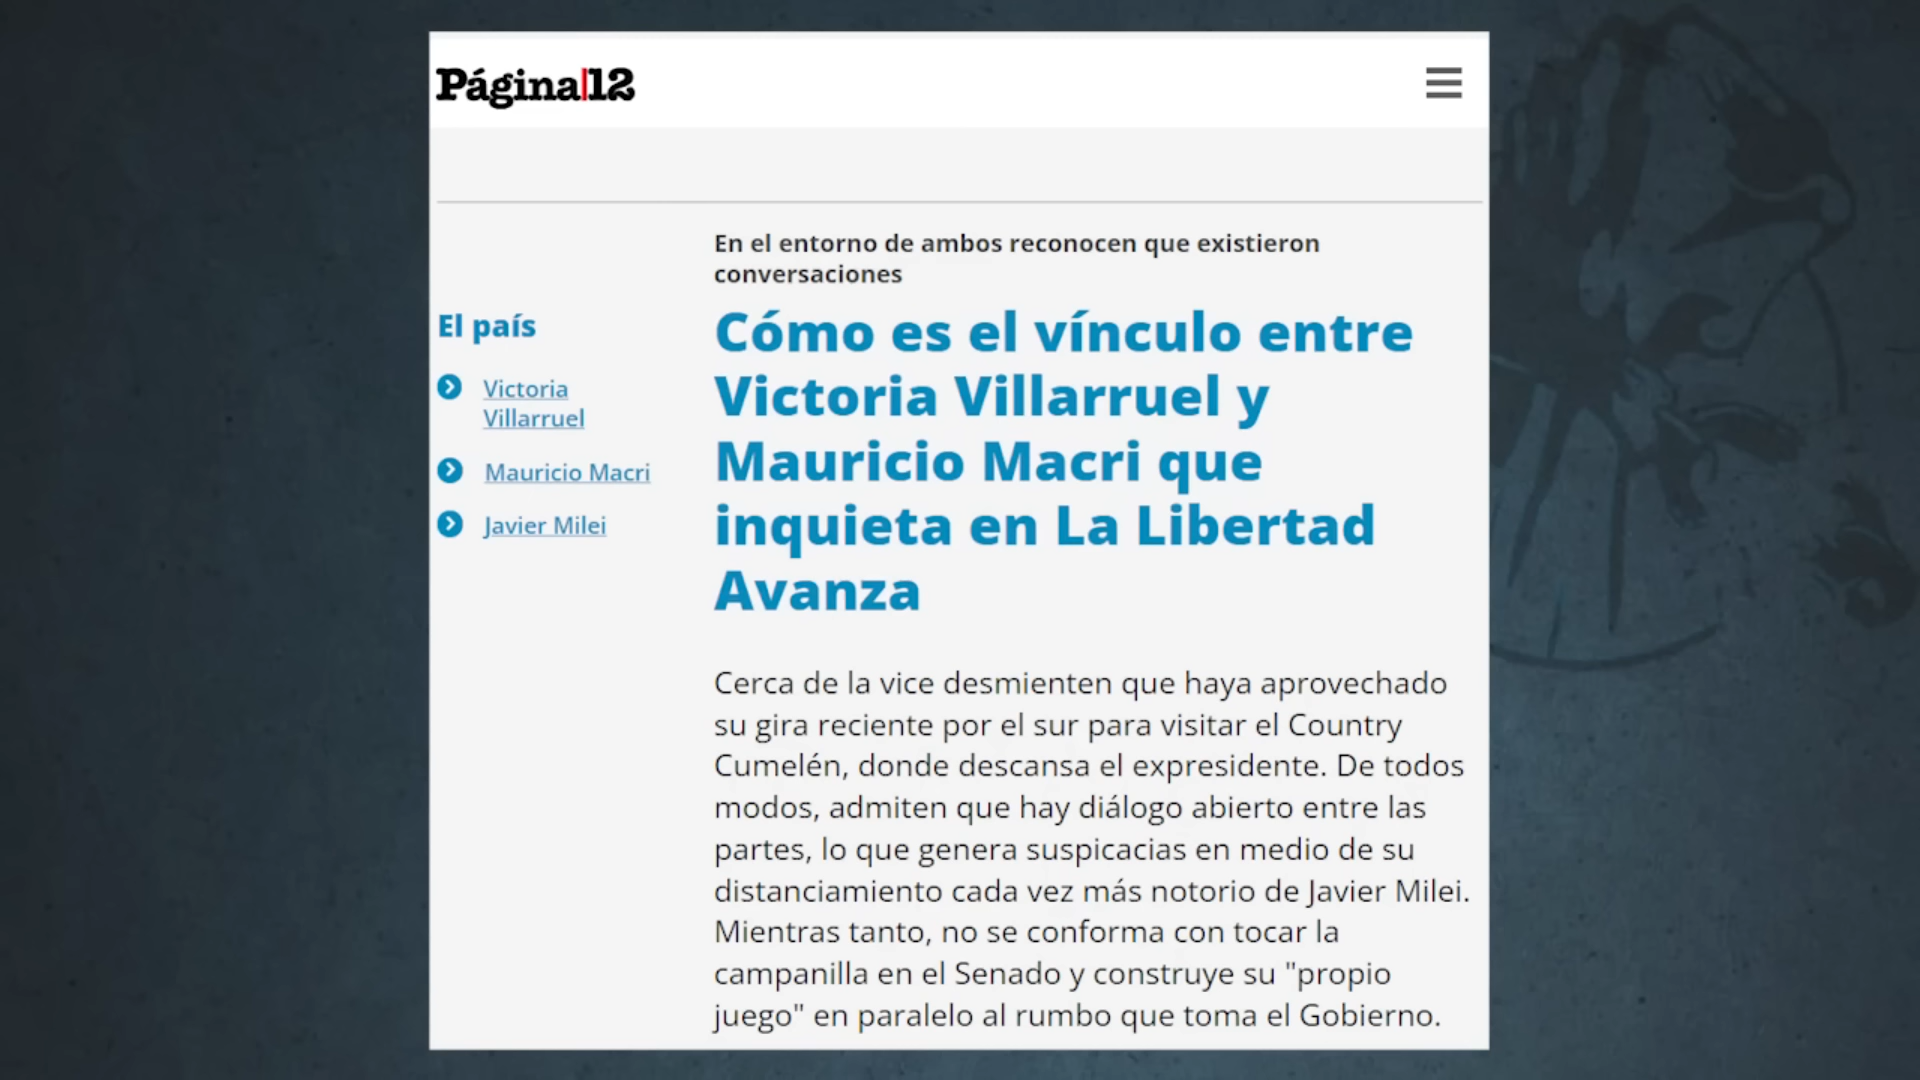 Página|12
En el entorno de ambos reconocen que existieron
conversaciones
El país
Victoria
Villarruel
Mauricio Macri
Javier Milei
Cómo es el vínculo entre
Victoria Villarruel y
Mauricio Macri que
inquieta en La Libertad
Avanza
Cerca de la vice desmienten que haya aprovechado
su gira reciente por el sur para visitar el Country
Cumelén, donde descansa el expresidente. De todos
modos, admiten que hay diálogo abierto entre las
partes, lo que genera suspicacias en medio de su
distanciamiento cada vez más notorio de Javier Milei.
Mientras tanto, no se conforma con tocar la
campanilla en el Senado y construye su "propio
juego" en paralelo al rumbo que toma el Gobierno.